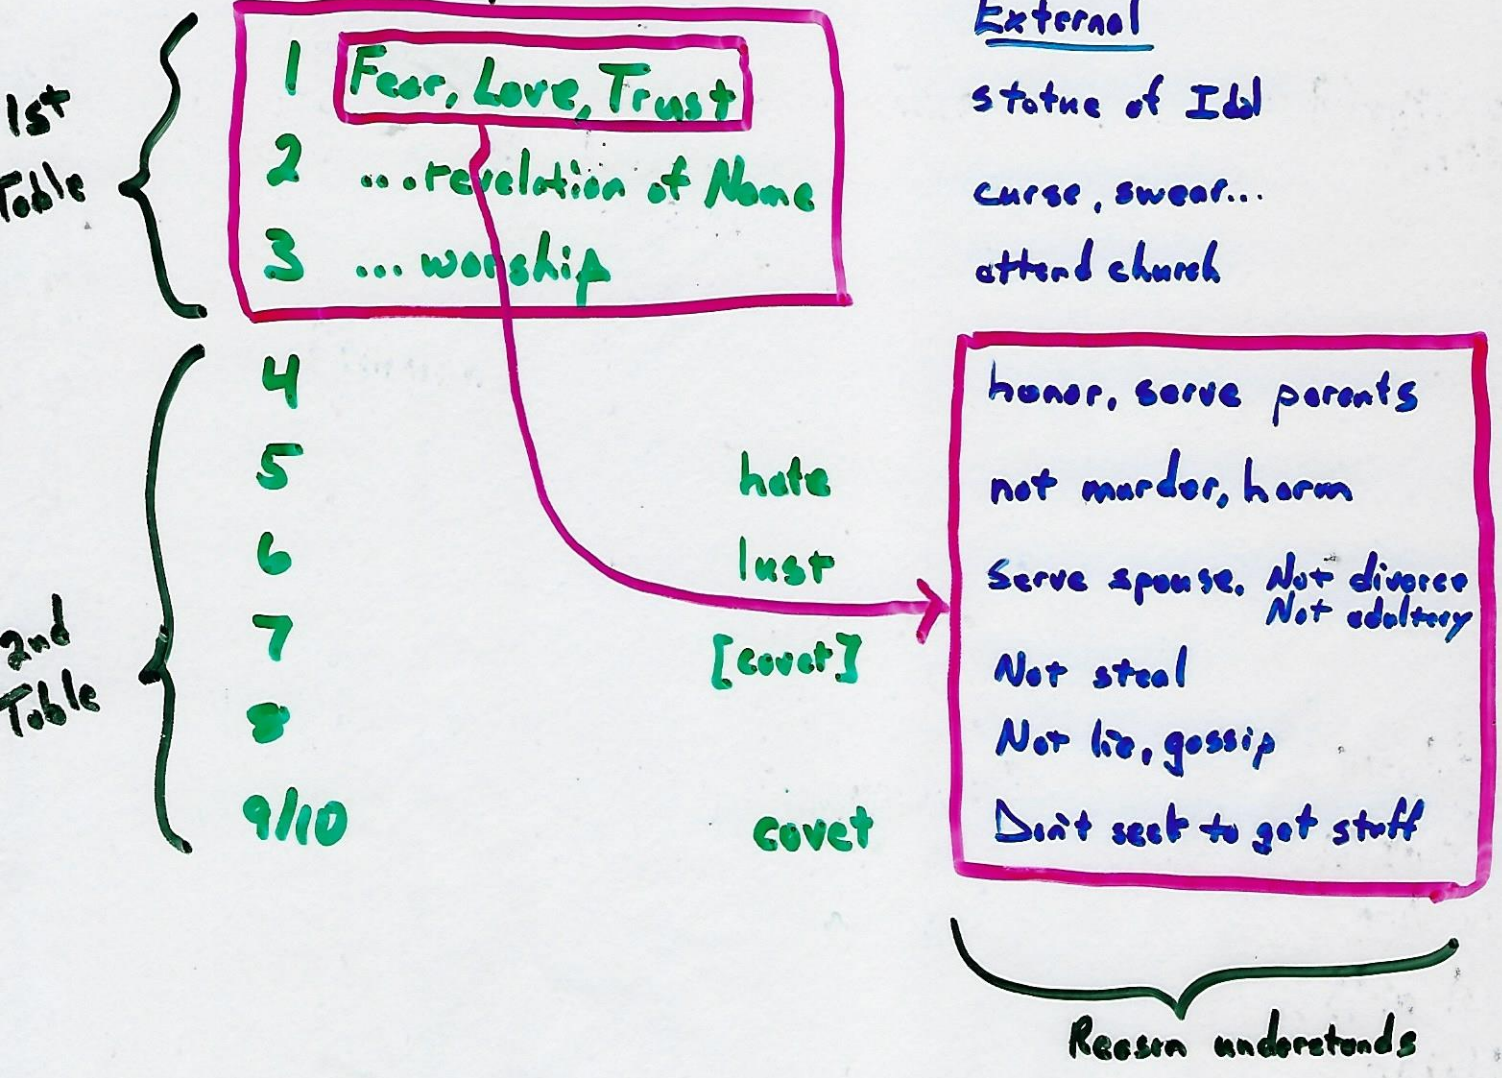 External
1st Table
1 Fear, Love, Trust
statue of Idol
2 ...revelation of Name
curse, swear...
3 ... worship
attend church
2nd Table
4
honor, serve parents
5
hate
not murder, harm
6
lust
serve spouse. Not divorce
Not adultery
7
[covet]
Not steal
8
Not lie, gossip
9/10
covet
Don't seek to get stuff
Reason understands